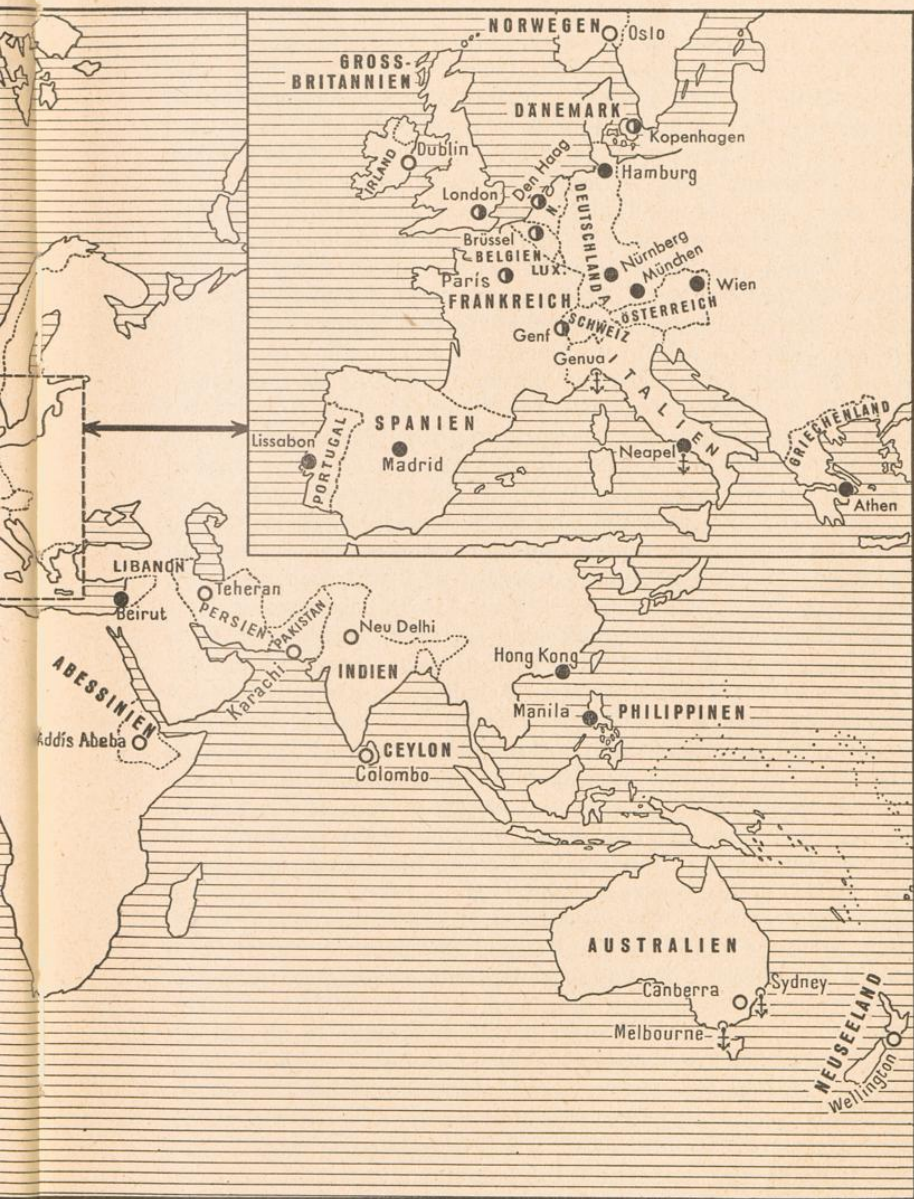 NORWEGEN
Oslo
GROSS-
BRITANNIEN
DÄNEMARK
Kopenhagen
IRLAND
Dublin
Den Haag
Hamburg
London
N.
DEUTSCHLAND
Brüssel
BELGIEN
LUX.
Nürnberg
München
Paris
Wien
FRANKREICH
ÖSTERREICH
SCHWEIZ
Genf
Genua
ITALIEN
SPANIEN
GRIECHENLAND
Lissabon
PORTUGAL
Madrid
Neapel
Athen
LIBANON
Teheran
Beirut
PERSIEN
PAKISTAN
Neu Delhi
INDIEN
Karachi
Hong Kong
ABESSINIEN
Manila
PHILIPPINEN
Addis Abeba
CEYLON
Colombo
AUSTRALIEN
Canberra
Sydney
Melbourne
NEUSEELAND
Wellington